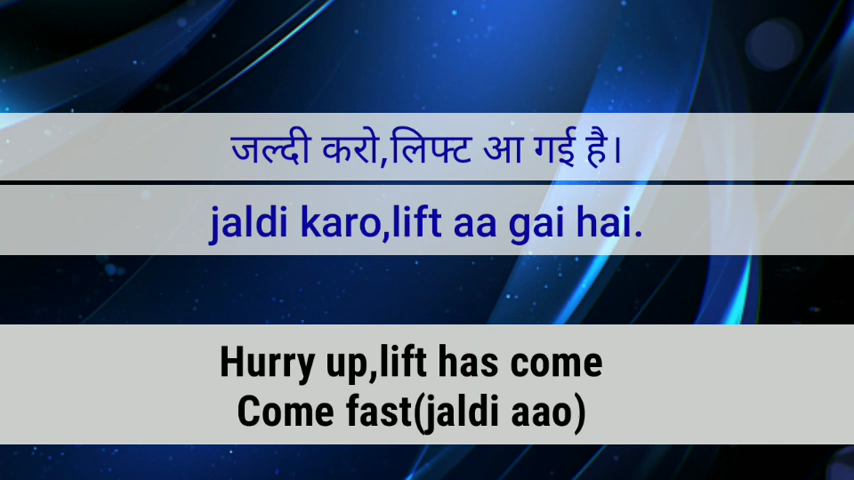 जल्दी करो,लिफ्ट आ गई है।
jaldi karo,lift aa gai hai.
Hurry up,lift has come
Come fast(jaldi aao)